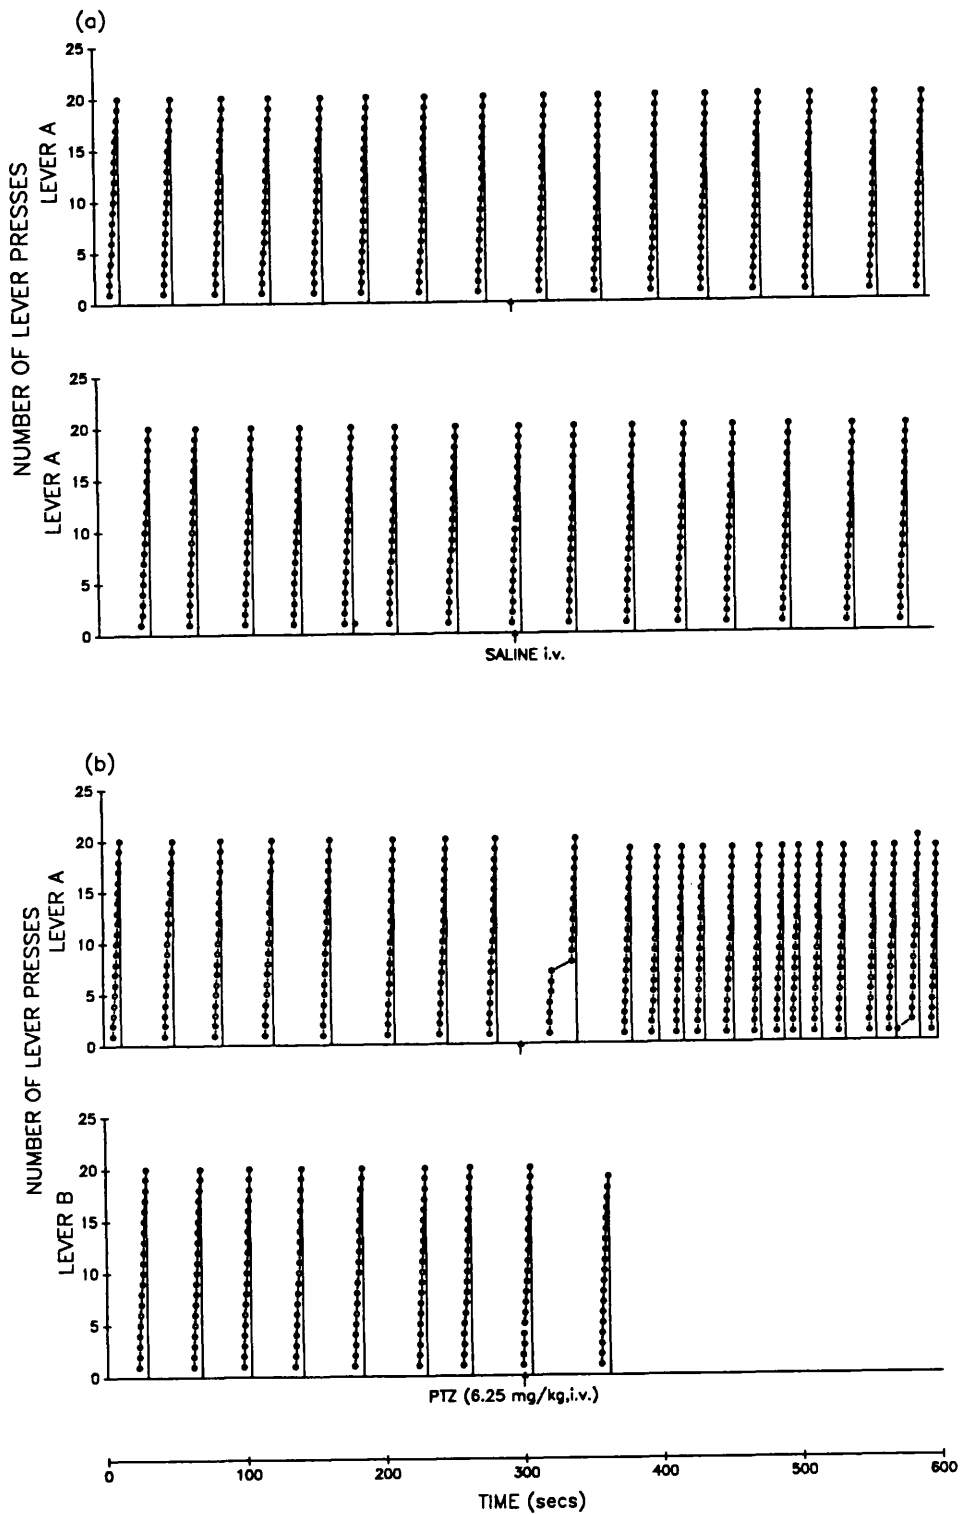 (a)
NUMBER OF LEVER PRESSES
LEVER A
25
20
15
10
5
0
LEVER A
25
20
15
10
5
0
SALINE i.v.
(b)
NUMBER OF LEVER PRESSES
LEVER A
25
20
15
10
5
0
LEVER B
25
20
15
10
5
0
PTZ (6.25 mg/kg,i.v.)
0 100 200 300 400 500 600
TIME (secs)